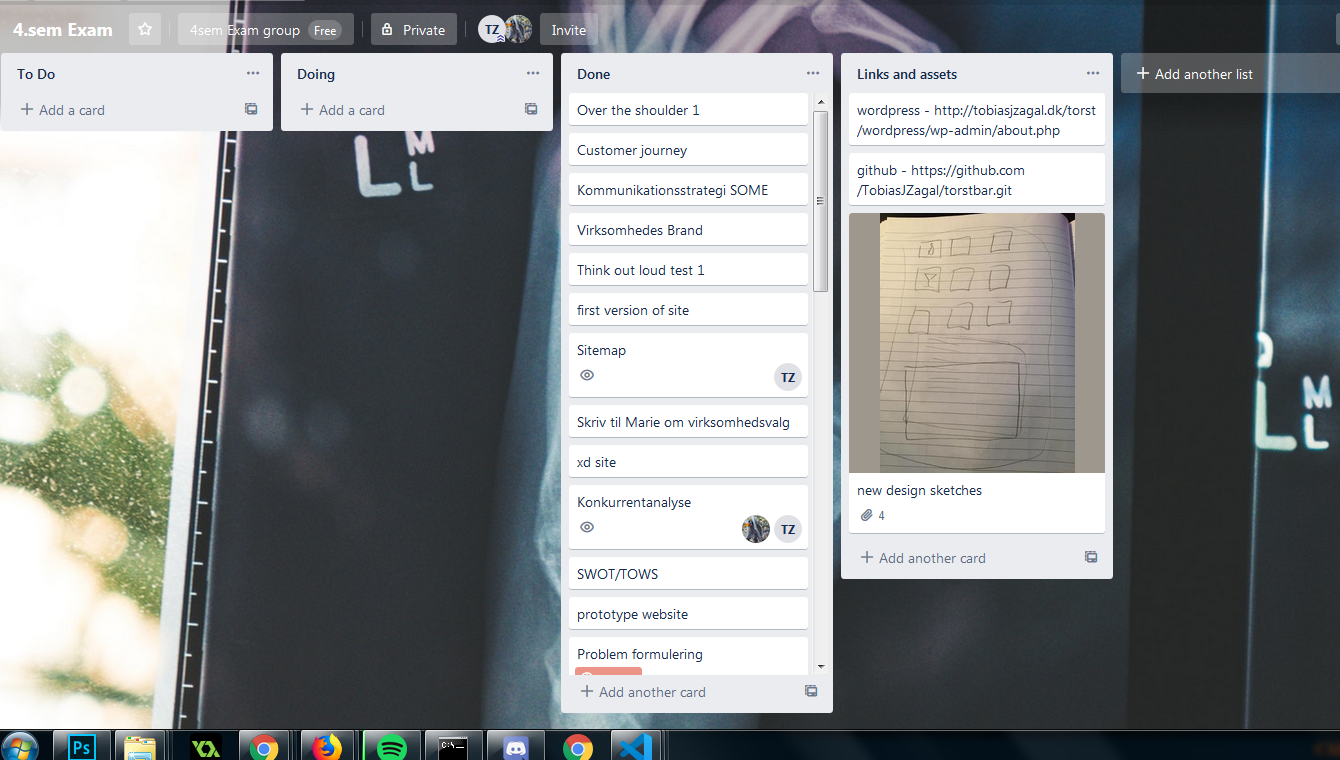 4.sem Exam
4sem Exam group Free
Private
TZ
Invite
To Do
Add a card
Doing
Add a card
Done
Over the shoulder 1
Customer journey
Kommunikationsstrategi SOME
Virksomhedes Brand
Think out loud test 1
first version of site
Sitemap
TZ
Skriv til Marie om virksomhedsvalg
xd site
Konkurrentanalyse
TZ
SWOT/TOWS
prototype website
Problem formulering
Add another card
Links and assets
wordpress - http://tobiasjzagal.dk/torst
/wordpress/wp-admin/about.php
github - https://github.com
/TobiasJZagal/torstbar.git
new design sketches
4
Add another card
Add another list
L M
L
L M
L
Ps
C:\